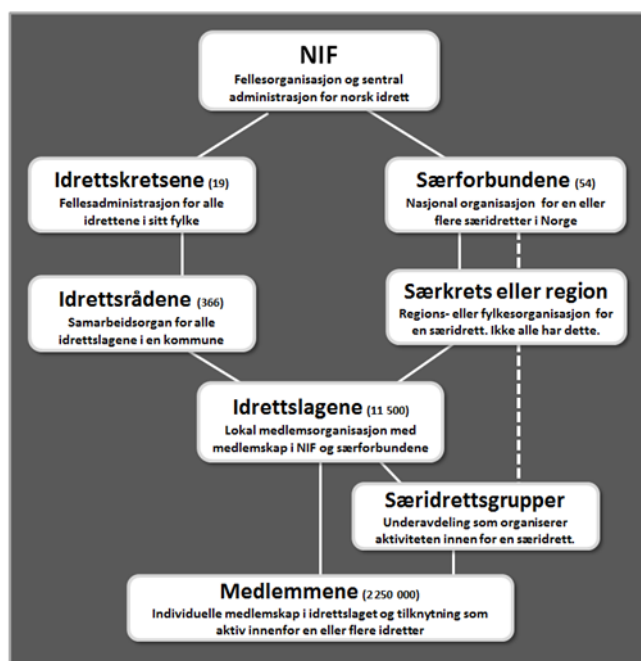 NIF
Fellesorganisasjon og sentral
administrasjon for norsk idrett
Idrettskretsene (19)
Fellesadministrasjon for alle
idrettene i sitt fylke
Særforbundene (54)
Nasjonal organisasjon for en eller
flere særidretter i Norge
Idrettsrådene (366)
Samarbeidsorgan for alle
idrettslagene i en kommune
Særkrets eller region
Regions- eller fylkesorganisasjon for
en særidrett. Ikke alle har dette.
Idrettslagene (11 500)
Lokal medlemsorganisasjon med
medlemskap i NIF og særforbundene
Særidrettsgrupper
Underavdeling som organiserer
aktiviteten innen for en særidrett.
Medlemmene (2 250 000)
Individuelle medlemskap i idrettslaget og tilknytning som
aktiv innenfor en eller flere idretter